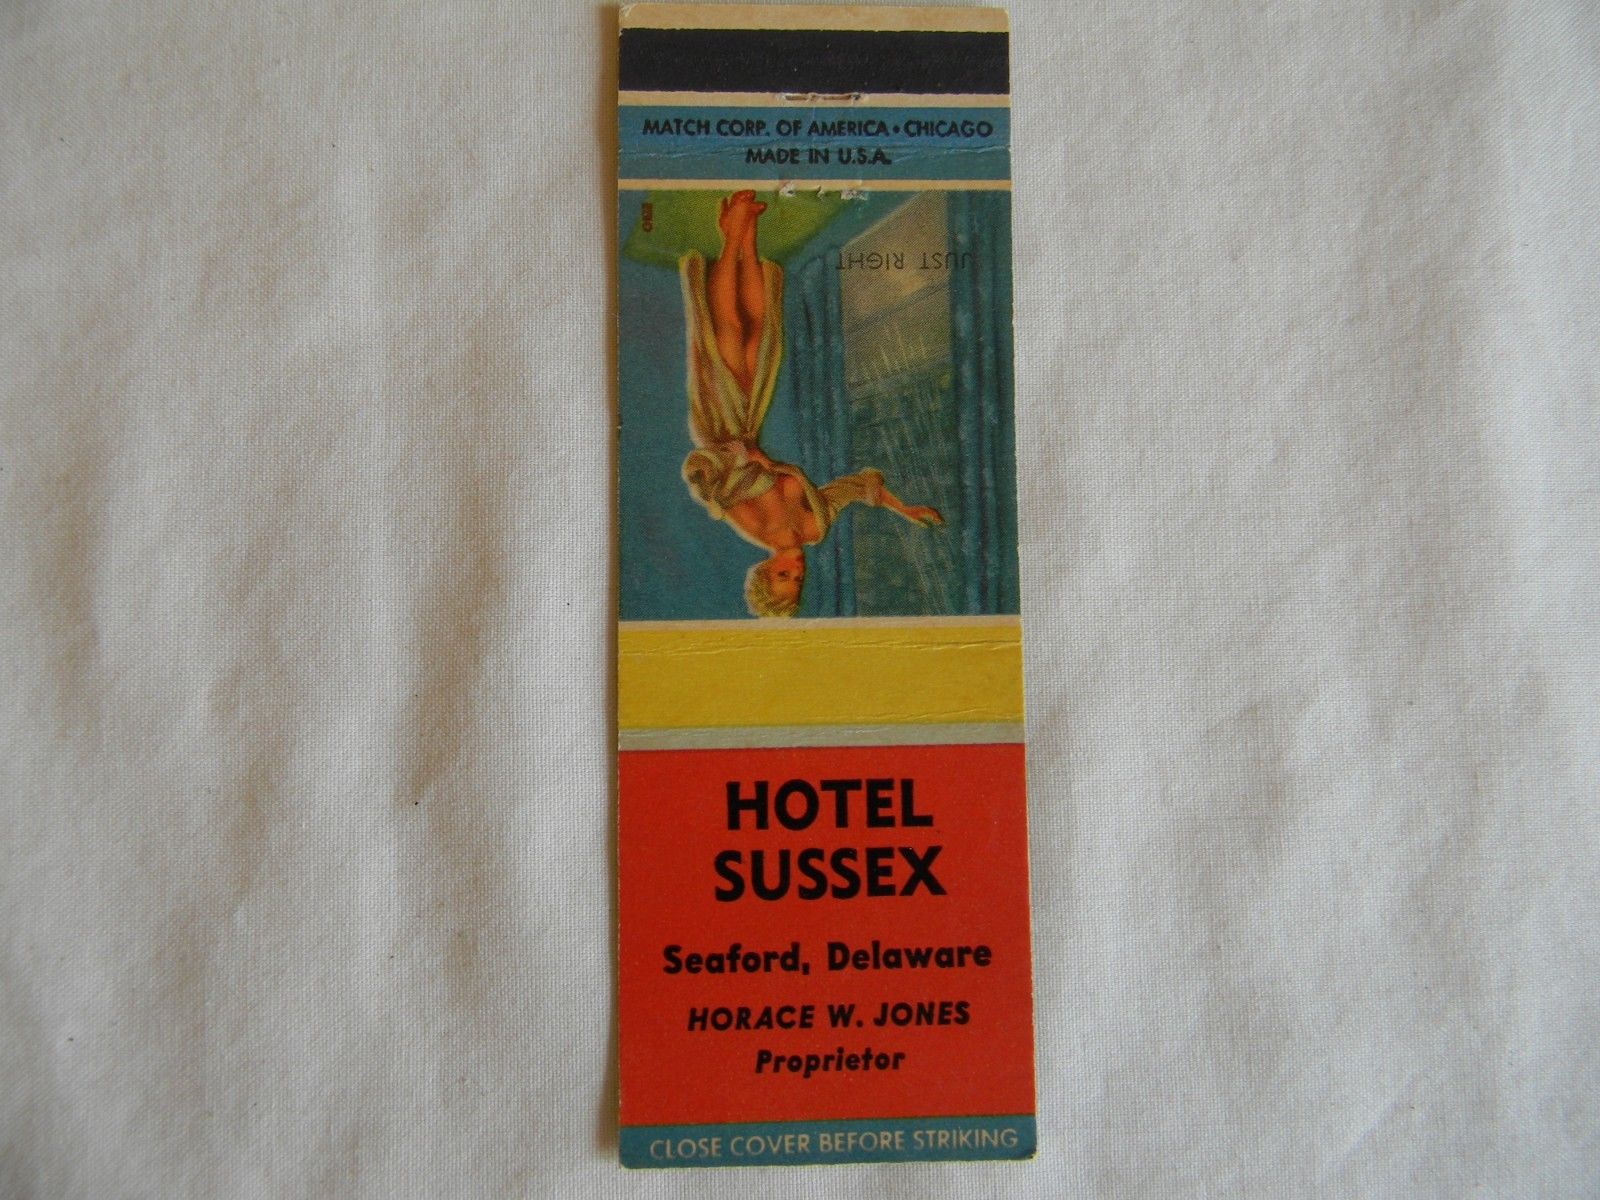 MATCH CORP. OF AMERICA • CHICAGO
MADE IN U.S.A.
JUST RIGHT
HOTEL
SUSSEX
Seaford, Delaware
HORACE W. JONES
Proprietor
CLOSE COVER BEFORE STRIKING